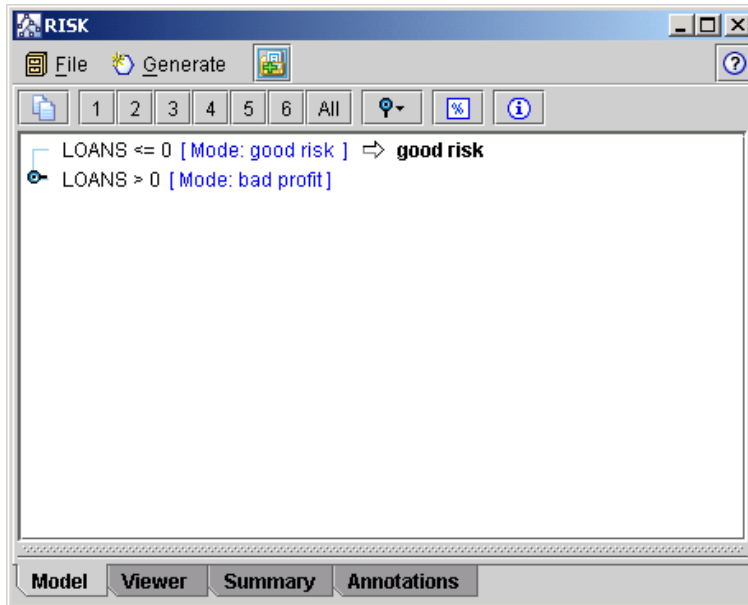 RISK
File Generate
1 2 3 4 5 6 All %
LOANS <= 0 [Mode: good risk ] ⇨ good risk
LOANS > 0 [Mode: bad profit]
Model Viewer Summary Annotations